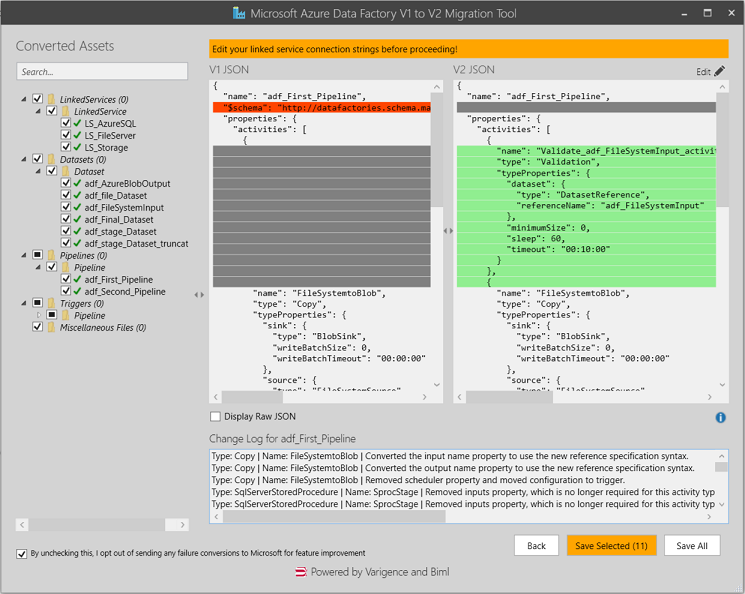 Microsoft Azure Data Factory V1 to V2 Migration Tool
Converted Assets
Search...
LinkedServices (0)
LinkedService
LS_AzureSQL
LS_FileServer
LS_Storage
Datasets (0)
Dataset
adf_AzureBlobOutput
adf_file_Dataset
adf_FileSystemInput
adf_Final_Dataset
adf_stage_Dataset
adf_stage_Dataset_truncat
Pipelines (0)
Pipeline
adf_First_Pipeline
adf_Second_Pipeline
Triggers (0)
Pipeline
Miscellaneous Files (0)
Edit your linked service connection strings before proceeding!
V1 JSON
{
"name": "adf_First_Pipeline",
"$schema": "http://datafactories.schema.ma
"properties": {
"activities": [
{
"name": "FileSystemtoBlob",
"type": "Copy",
"typeProperties": {
"sink": {
"type": "BlobSink",
"writeBatchSize": 0,
"writeBatchTimeout": "00:00:00"
},
"source": {
"type": "FileSystemSource"
V2 JSON
Edit
{
"name": "adf_First_Pipeline",
"properties": {
"activities": [
{
"name": "Validate_adf_FileSystemInput_activit
"type": "Validation",
"typeProperties": {
"dataset": {
"type": "DatasetReference",
"referenceName": "adf_FileSystemInput"
},
"minimumSize": 0,
"sleep": 60,
"timeout": "00:10:00"
}
},
{
"name": "FileSystemtoBlob",
"type": "Copy",
"typeProperties": {
"sink": {
"type": "BlobSink",
"writeBatchSize": 0,
"writeBatchTimeout": "00:00:00"
},
"source": {
"type": "FileSystemSource"
Display Raw JSON
Change Log for adf_First_Pipeline
Type: Copy | Name: FileSystemtoBlob | Converted the input name property to use the new reference specification syntax.
Type: Copy | Name: FileSystemtoBlob | Converted the output name property to use the new reference specification syntax.
Type: Copy | Name: FileSystemtoBlob | Removed scheduler property and moved configuration to trigger.
Type: SqlServerStoredProcedure | Name: SprocStage | Removed inputs property, which is no longer required for this activity typ
Type: SqlServerStoredProcedure | Name: SprocStage | Removed inputs property, which is no longer required for this activity typ
Back
Save Selected (11)
Save All
By unchecking this, I opt out of sending any failure conversions to Microsoft for feature improvement
Powered by Varigence and Biml